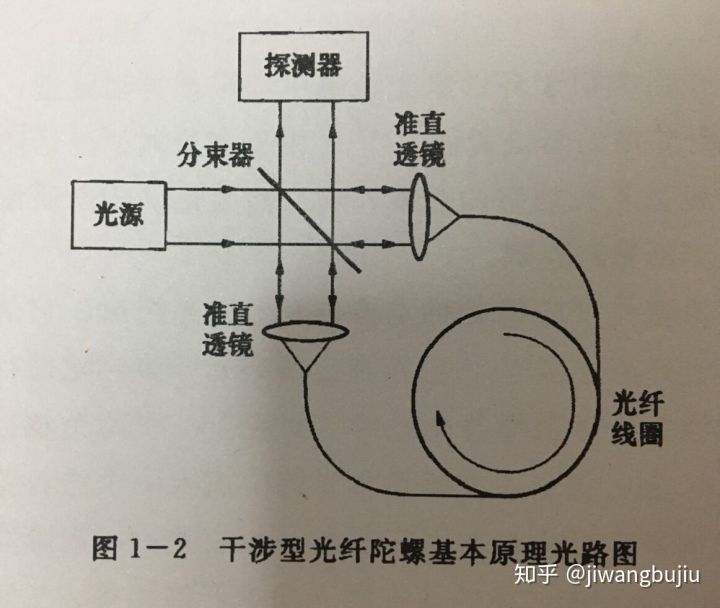 探测器
准直
透镜
分束器
光源
准直
透镜
光纤
线圈
图 1-2 干涉型光纤陀螺基本原理光路图
知乎 @jiwangbujiu